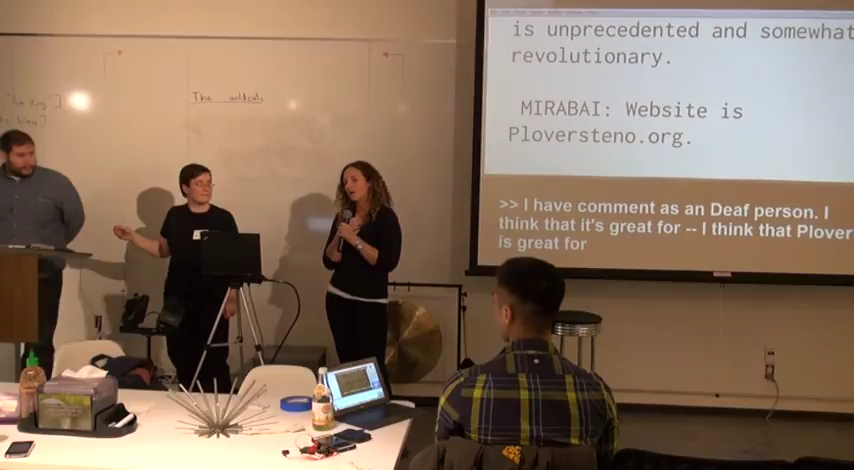 is unprecedented and somewhat
revolutionary.
MIRABAI: Website is
Ploversteno.org.
>> I have comment as an Deaf person. I
think that it's great for -- I think that Plover
is great for
The wildcats